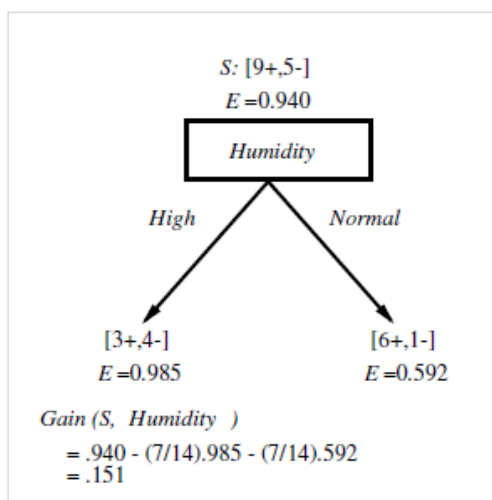 S: [9+,5-]
E =0.940
Humidity
High Normal
[3+,4-] [6+,1-]
E =0.985 E =0.592
Gain (S, Humidity )
= .940 - (7/14).985 - (7/14).592
= .151